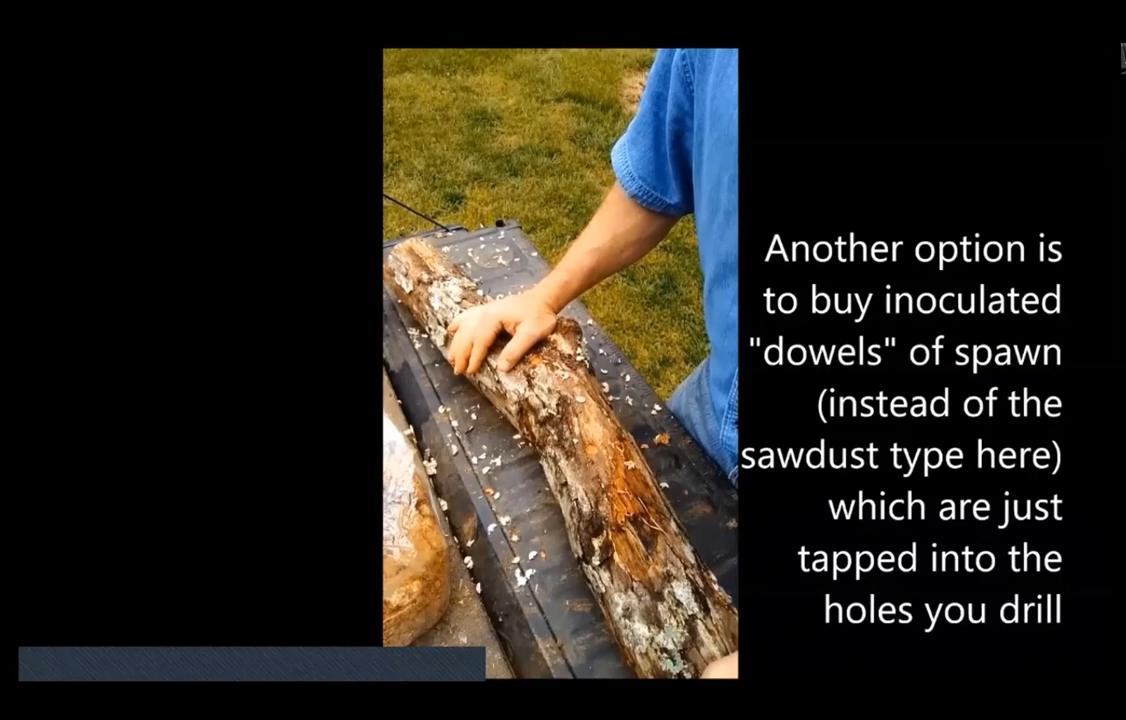 Another option is
to buy inoculated
"dowels" of spawn
(instead of the
sawdust type here)
which are just
tapped into the
holes you drill